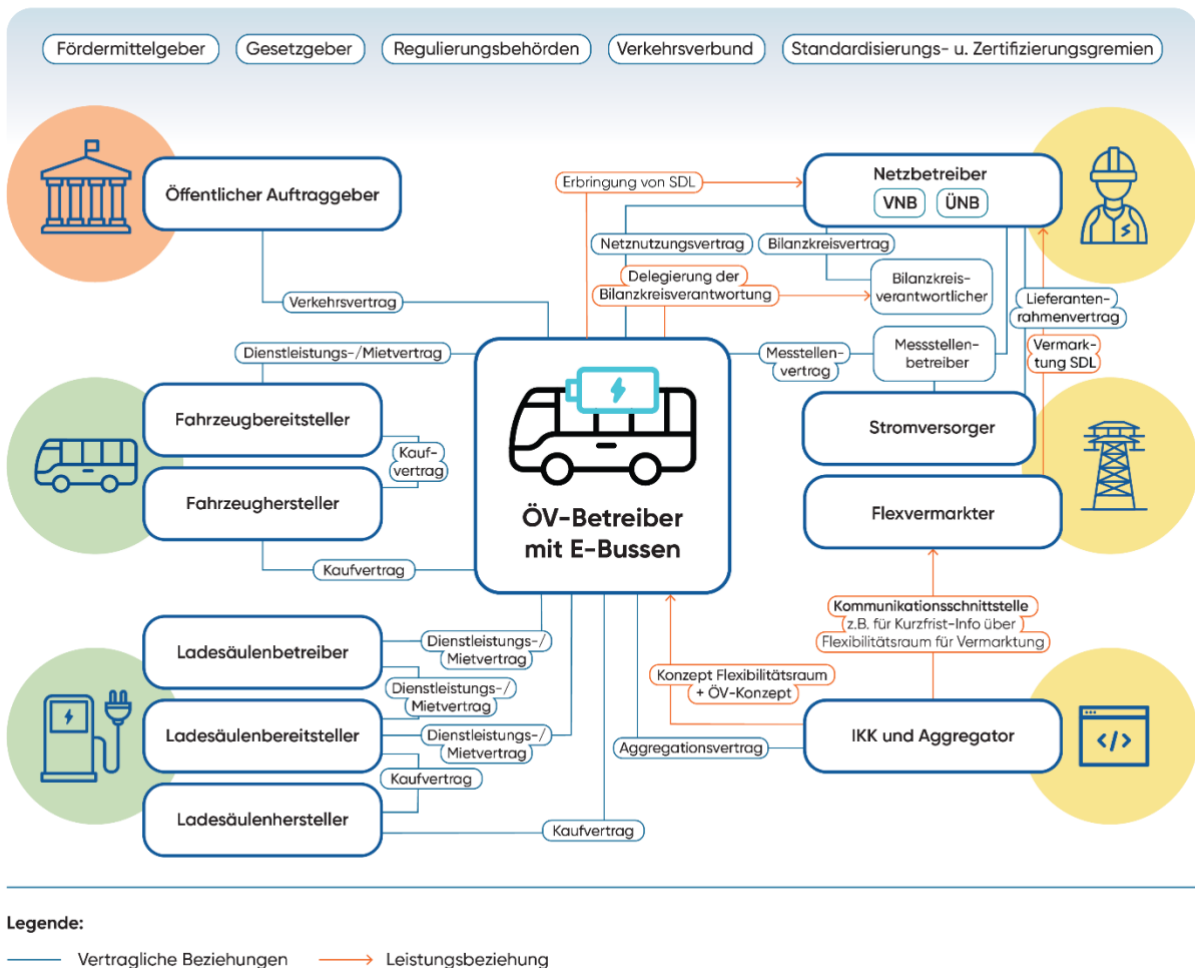 Fördermittelgeber
Gesetzgeber
Regulierungsbehörden
Verkehrsverbund
Standardisierungs- u. Zertifizierungsgremien
Öffentlicher Auftraggeber
Verkehrsvertrag
Erbringung von SDL
Netzbetreiber
VNB
ÜNB
Netznutzungsvertrag
Bilanzkreisvertrag
Delegierung der
Bilanzkreisverantwortung
Bilanzkreis-
verantwortlicher
Lieferanten-
rahmenvertrag
Dienstleistungs-/Mietvertrag
Messtellen-
vertrag
Messstellen-
betreiber
Vermark-
tung SDL
Fahrzeugbereitsteller
Kauf-
vertrag
Fahrzeughersteller
Kaufvertrag
ÖV-Betreiber
mit E-Bussen
Stromversorger
Flexvermarkter
Kommunikationsschnittstelle
z.B. für Kurzfrist-Info über
Flexibilitätsraum für Vermarktung
Ladesäulenbetreiber
Dienstleistungs-/
Mietvertrag
Dienstleistungs-/
Mietvertrag
Ladesäulenbereitsteller
Dienstleistungs-/
Mietvertrag
Kaufvertrag
Ladesäulenhersteller
Kaufvertrag
Konzept Flexibilitätsraum
+ ÖV-Konzept
Aggregationsvertrag
IKK und Aggregator
</>
Legende:
Vertragliche Beziehungen
Leistungsbeziehung